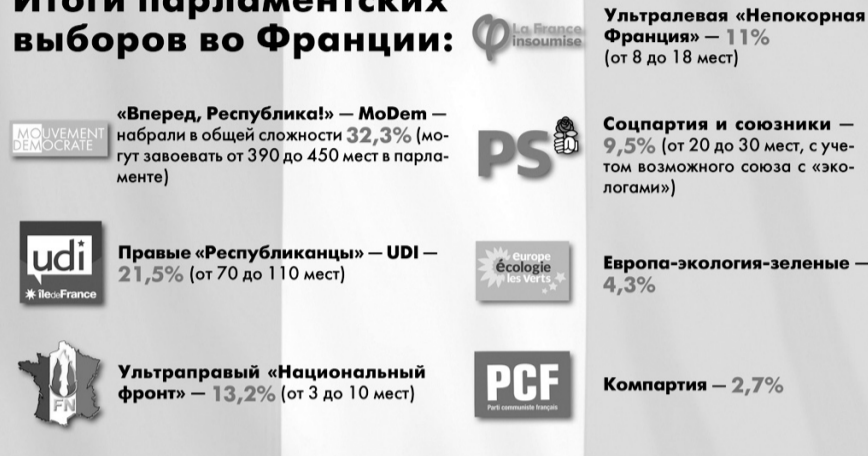 Итоги парламентских
выборов во Франции:
MOUVEMENT
DEMOCRATE
«Вперед, Республика!» — MoDem —
набрали в общей сложности 32,3% (мо-
гут завоевать от 390 до 450 мест в парла-
менте)
udi
îledeFrance
Правые «Республиканцы» — UDI —
21,5% (от 70 до 110 мест)
FN
Ультраправый «Национальный
фронт» — 13,2% (от 3 до 10 мест)
La France
insoumise
Ультралевая «Непокорная
Франция» — 11%
(от 8 до 18 мест)
PS
Соцпартия и союзники —
9,5% (от 20 до 30 мест, с уче-
том возможного союза с «эко-
логами»)
europe
écologie
les Verts
Европа-экология-зеленые —
4,3%
PCF
Parti communiste français
Компартия — 2,7%